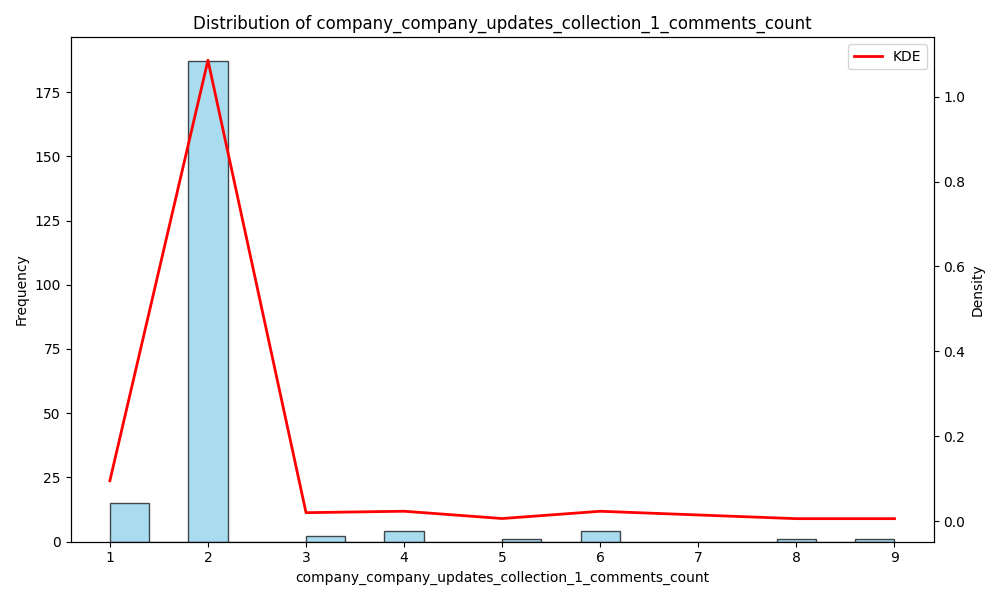 Distribution of company_company_updates_collection_1_comments_count
KDE
Frequency
175
150
125
100
75
50
25
0
1.0
0.8
0.6
0.4
0.2
0.0
Density
1 2 3 4 5 6 7 8 9
company_company_updates_collection_1_comments_count